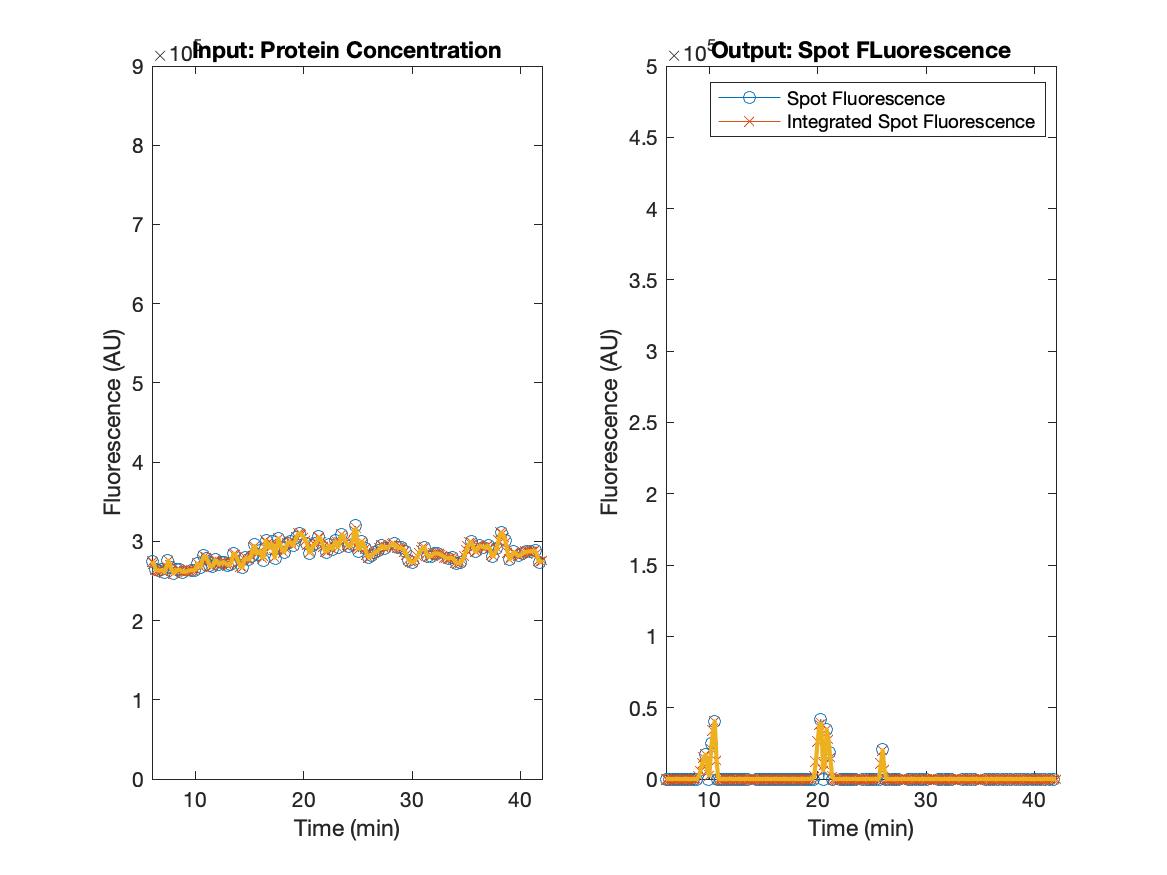 ×10⁵
Input: Protein Concentration
9
8
7
6
5
4
3
2
1
0
Fluorescence (AU)
10 20 30 40
Time (min)
×10⁵
Output: Spot FLuorescence
Spot Fluorescence
Integrated Spot Fluorescence
5
4.5
4
3.5
3
2.5
2
1.5
1
0.5
0
Fluorescence (AU)
10 20 30 40
Time (min)